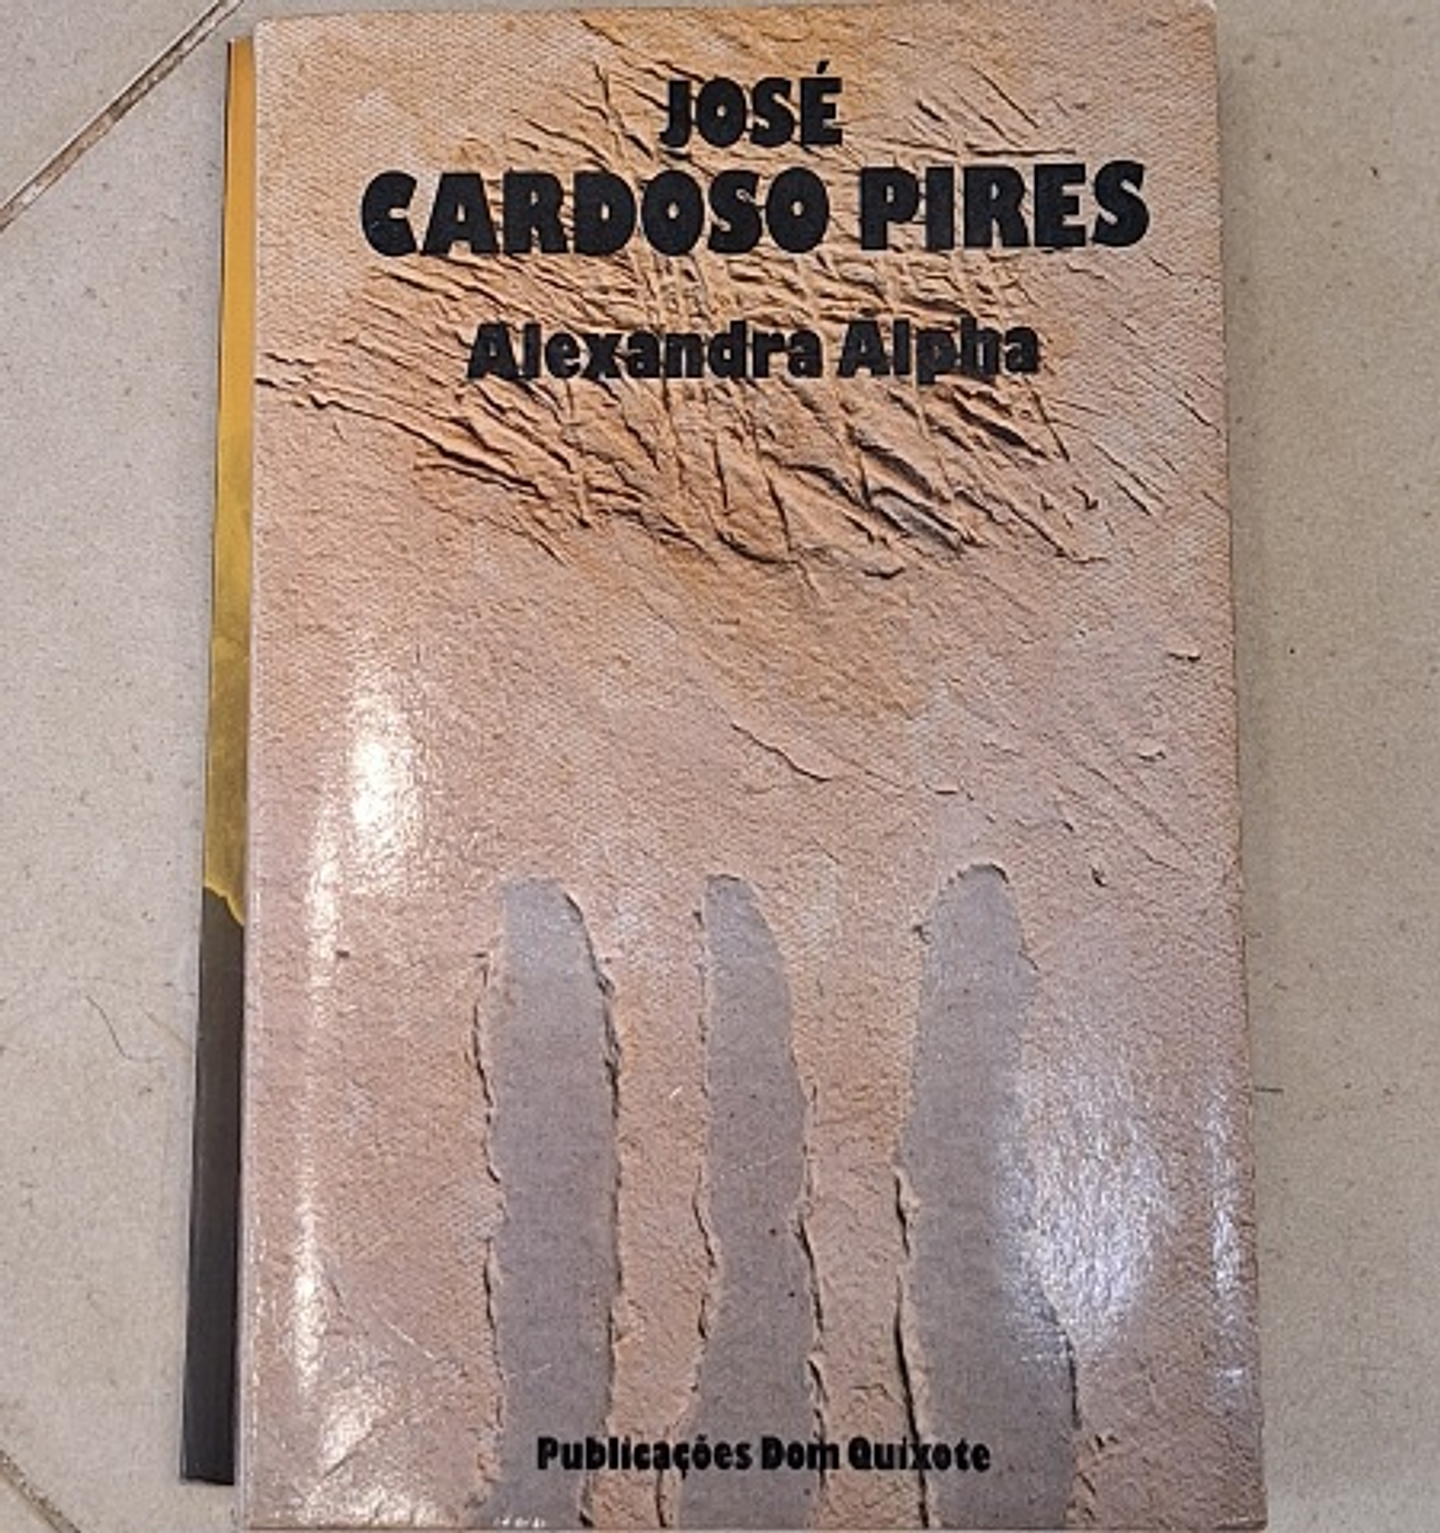 JOSÉ
CARDOSO PIRES
Alexandra Alpha
Publicações Dom Quixote